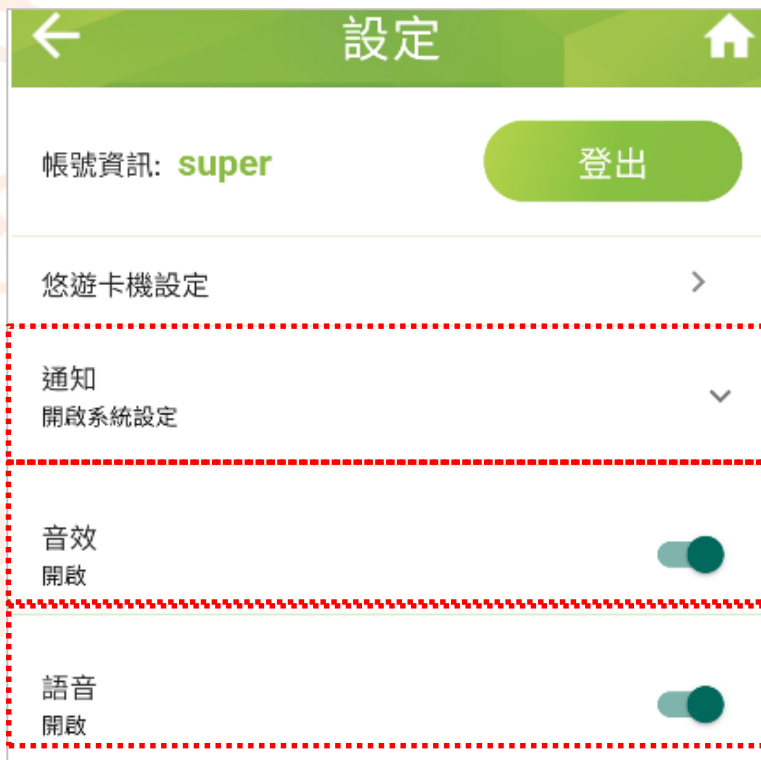 設定
帳號資訊: super
登出
悠遊卡機設定
通知
開啟系統設定
音效
開啟
語音
開啟